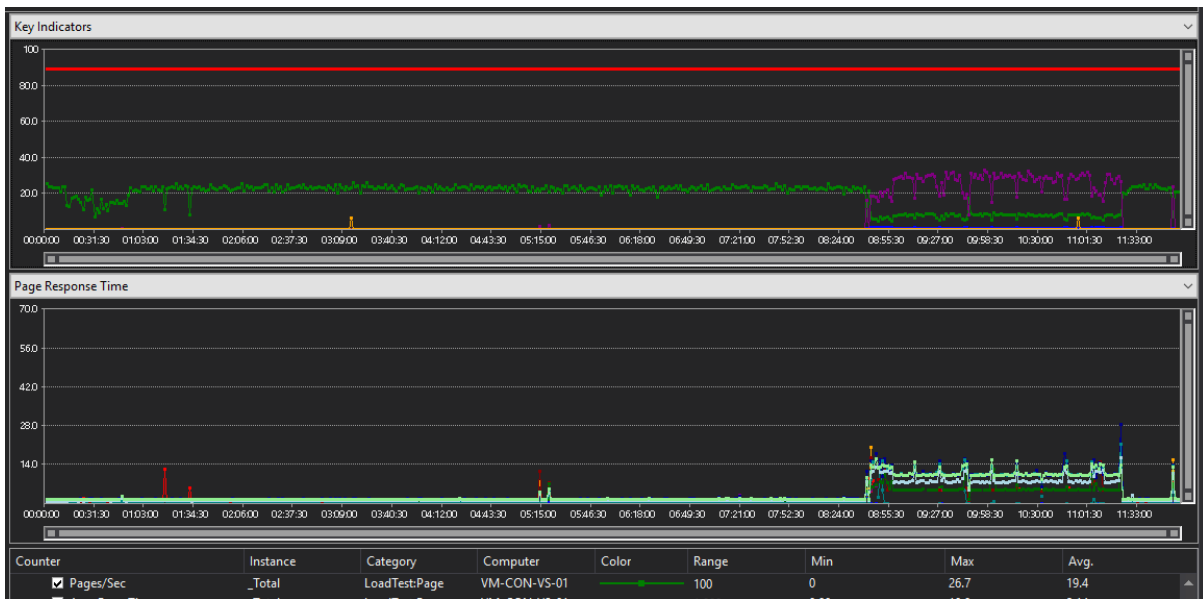 Key Indicators
100
80.0
60.0
40.0
20.0
00:00:00 00:31:30 01:03:00 01:34:30 02:06:00 02:37:30 03:09:00 03:40:30 04:12:00 04:43:30 05:15:00 05:46:30 06:18:00 06:49:30 07:21:00 07:52:30 08:24:00 08:55:30 09:27:00 09:58:30 10:30:00 11:01:30 11:33:00
Page Response Time
70.0
56.0
42.0
28.0
14.0
00:00:00 00:31:30 01:03:00 01:34:30 02:06:00 02:37:30 03:09:00 03:40:30 04:12:00 04:43:30 05:15:00 05:46:30 06:18:00 06:49:30 07:21:00 07:52:30 08:24:00 08:55:30 09:27:00 09:58:30 10:30:00 11:01:30 11:33:00
Counter Instance Category Computer Color Range Min Max Avg.
Pages/Sec _Total LoadTest:Page VM-CON-VS-01 100 0 26.7 19.4